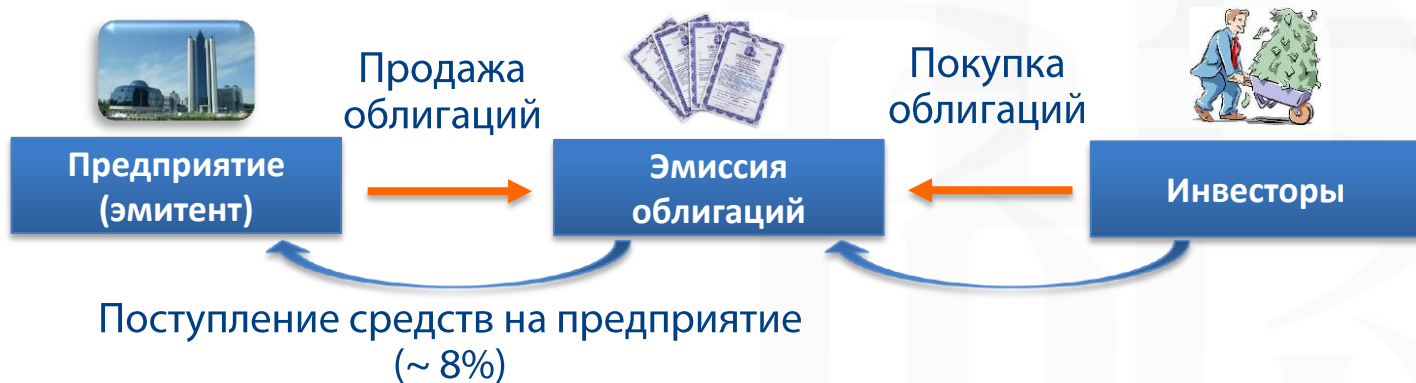 Продажа
облигаций
Покупка
облигаций
Предприятие
(эмитент)
Эмиссия
облигаций
Инвесторы
Поступление средств на предприятие
(~ 8%)